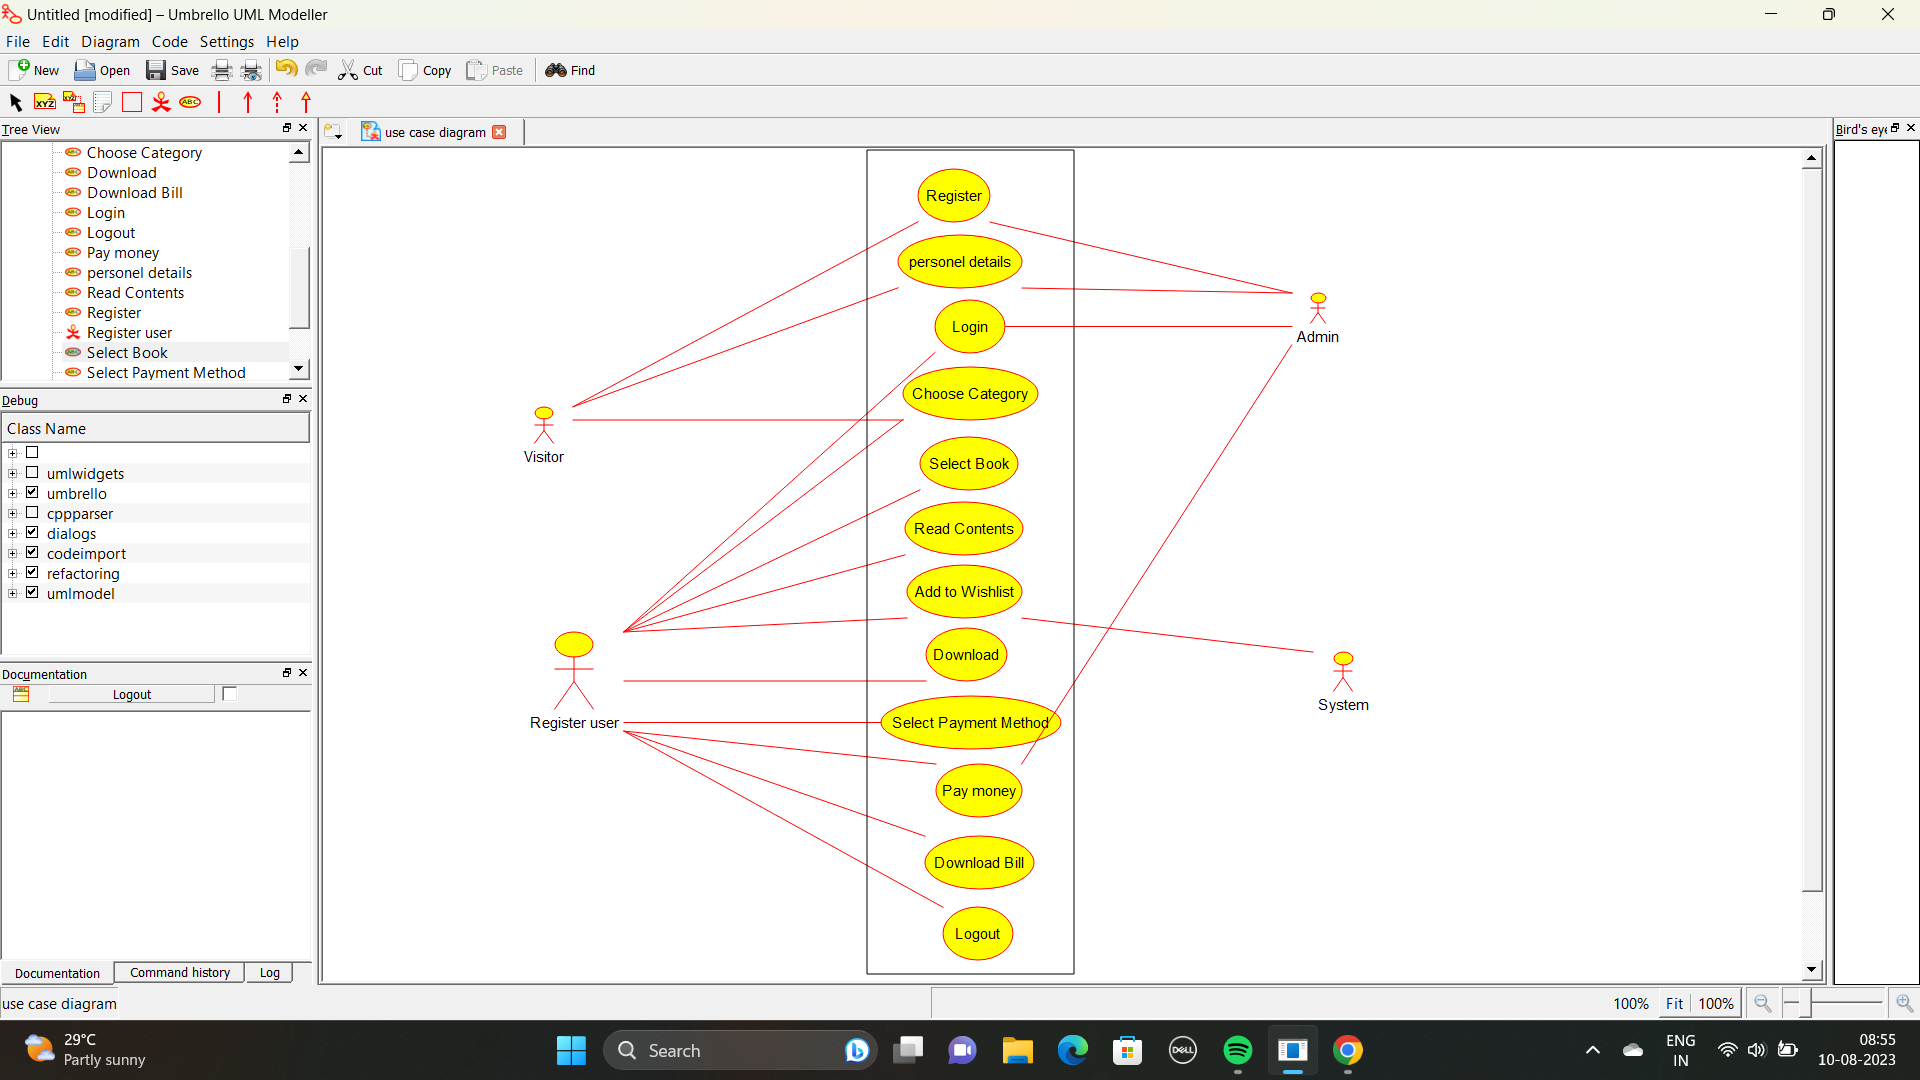 Untitled [modified] – Umbrello UML Modeller
File Edit Diagram Code Settings Help
New Open Save Cut Copy Paste Find
XYZ XYZ ABC
Tree View
use case diagram
Bird's eye
Choose Category
Download
Download Bill
Login
Logout
Pay money
personel details
Read Contents
Register
Register user
Select Book
Select Payment Method
Debug
Class Name
umlwidgets
umbrello
cppparser
dialogs
codeimport
refactoring
umlmodel
Documentation
Logout
Documentation Command history Log
Register
personel details
Login
Choose Category
Select Book
Read Contents
Add to Wishlist
Download
Select Payment Method
Pay money
Download Bill
Logout
Visitor
Register user
Admin
System
use case diagram
100% Fit 100%
29°C
Partly sunny
Search
DELL
ENG
IN
08:55
10-08-2023